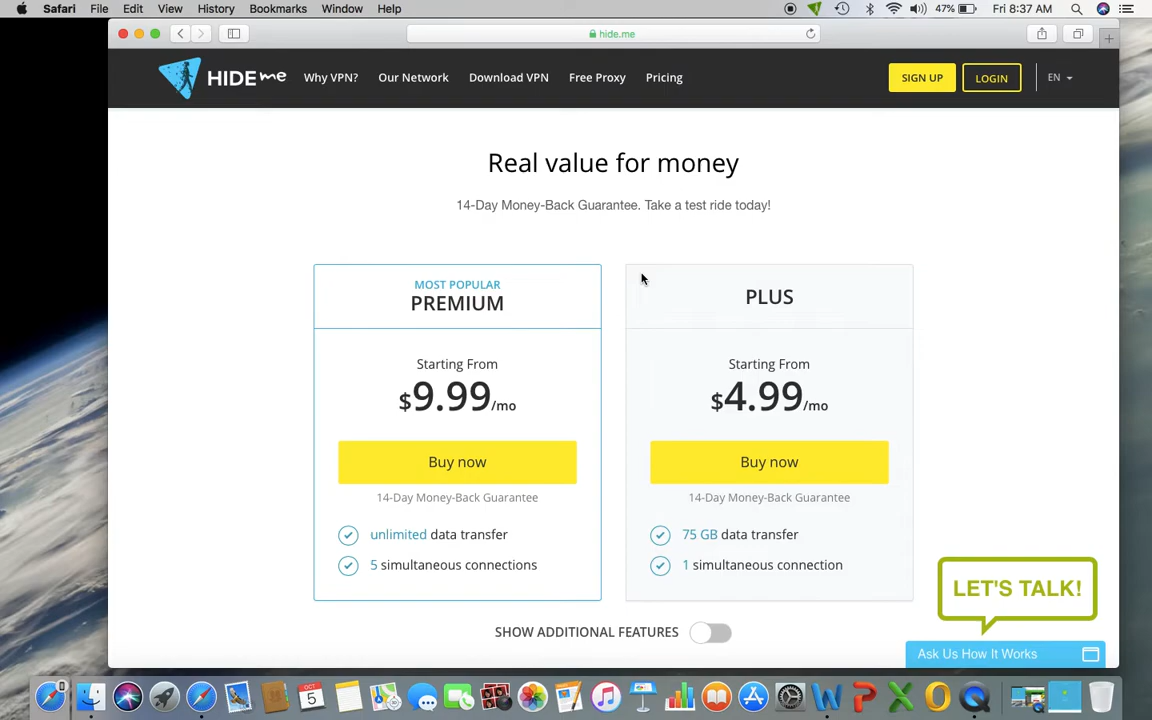 Safari File Edit View History Bookmarks Window Help 47% Fri 8:37 AM
hide.me
HIDE me Why VPN? Our Network Download VPN Free Proxy Pricing SIGN UP LOGIN EN
Real value for money
14-Day Money-Back Guarantee. Take a test ride today!
MOST POPULAR
PREMIUM
Starting From
$9.99/mo
Buy now
14-Day Money-Back Guarantee
unlimited data transfer
5 simultaneous connections
PLUS
Starting From
$4.99/mo
Buy now
14-Day Money-Back Guarantee
75 GB data transfer
1 simultaneous connection
SHOW ADDITIONAL FEATURES
LET'S TALK!
Ask Us How It Works
OCT
5